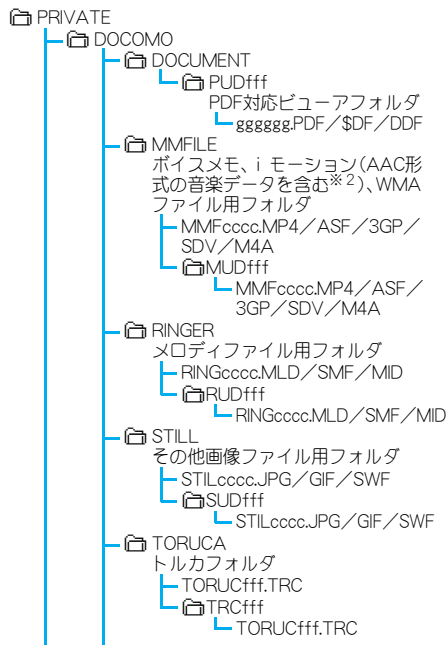 PRIVATE
DOCOMO
DOCUMENT
PUDfff
PDF対応ビューアフォルダ
gggggg.PDF／$DF／DDF
MMFILE
ボイスメモ、iモーション(AAC形
式の音楽データを含む※2)、WMA
ファイル用フォルダ
MMFcccc.MP4／ASF／3GP／
SDV／M4A
MUDfff
MMFcccc.MP4／ASF／
3GP／SDV／M4A
RINGER
メロディファイル用フォルダ
RINGcccc.MLD／SMF／MID
RUDfff
RINGcccc.MLD／SMF／MID
STILL
その他画像ファイル用フォルダ
STILcccc.JPG／GIF／SWF
SUDfff
STILcccc.JPG／GIF／SWF
TORUCA
トルカフォルダ
TORUCfff.TRC
TRCfff
TORUCfff.TRC